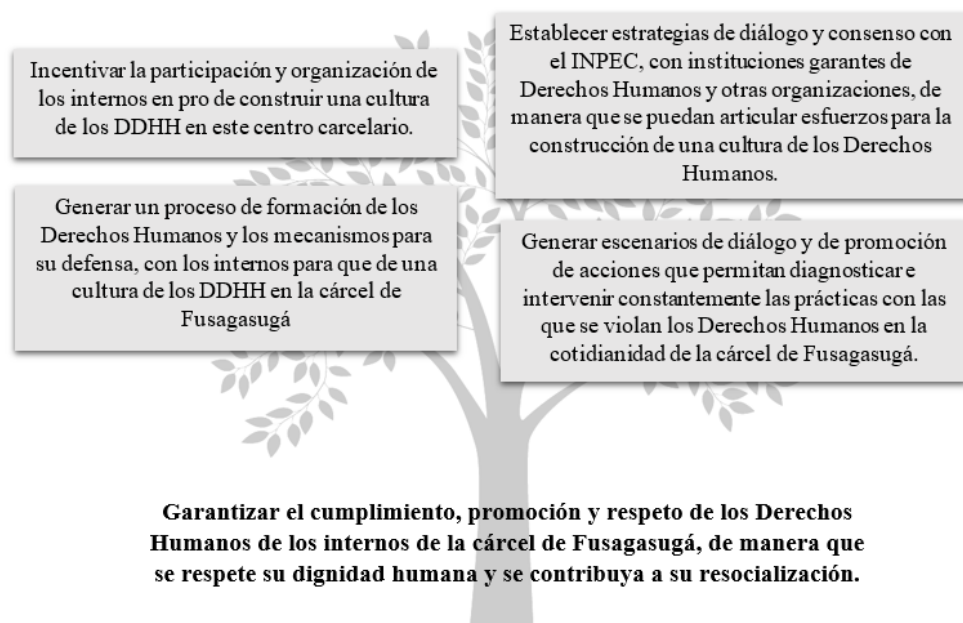 Incentivar la participación y organización de
los internos en pro de construir una cultura
de los DDHH en este centro carcelario.
Establecer estrategias de diálogo y consenso con
el INPEC, con instituciones garantes de
Derechos Humanos y otras organizaciones, de
manera que se puedan articular esfuerzos para la
construcción de una cultura de los Derechos
Humanos.
Generar un proceso de formación de los
Derechos Humanos y los mecanismos para
su defensa, con los internos para que de una
cultura de los DDHH en la cárcel de
Fusagasugá
Generar escenarios de diálogo y de promoción
de acciones que permitan diagnosticar e
intervenir constantemente las prácticas con las
que se violan los Derechos Humanos en la
cotidianidad de la cárcel de Fusagasugá.
Garantizar el cumplimiento, promoción y respeto de los Derechos
Humanos de los internos de la cárcel de Fusagasugá, de manera que
se respete su dignidad humana y se contribuya a su resocialización.